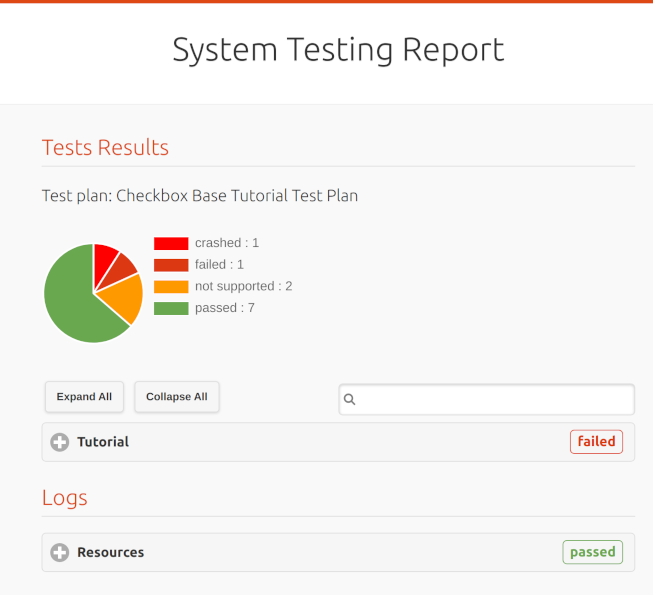 System Testing Report
Tests Results
Test plan: Checkbox Base Tutorial Test Plan
crashed : 1
failed : 1
not supported : 2
passed : 7
Expand All Collapse All
Tutorial failed
Logs
Resources passed